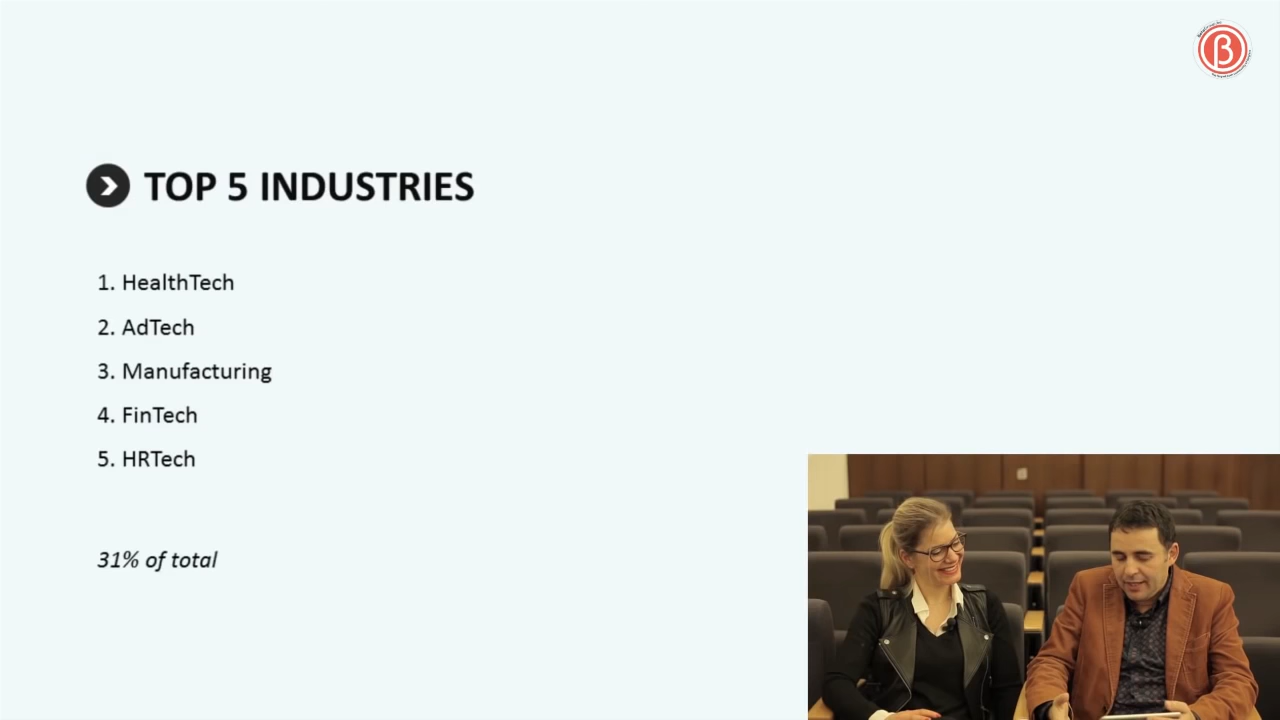 β
TOP 5 INDUSTRIES
1. HealthTech
2. AdTech
3. Manufacturing
4. FinTech
5. HRTech
31% of total